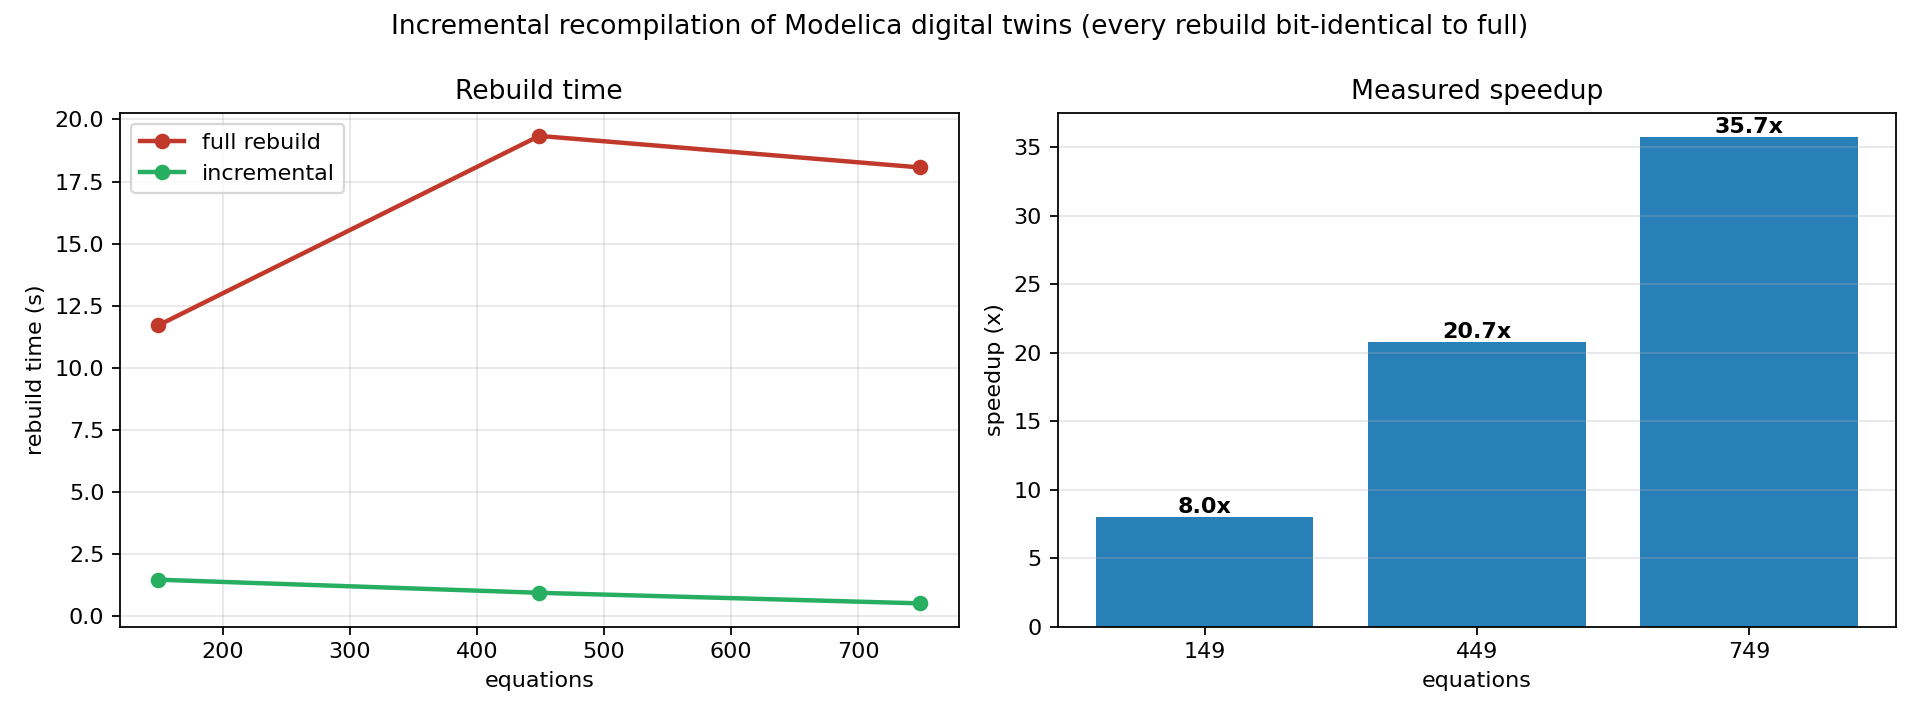 Incremental recompilation of Modelica digital twins (every rebuild bit-identical to full)
Rebuild time
20.0
17.5
15.0
12.5
10.0
7.5
5.0
2.5
0.0
rebuild time (s)
full rebuild
incremental
200 300 400 500 600 700
equations
Measured speedup
35
30
25
20
15
10
5
0
speedup (x)
8.0x
20.7x
35.7x
149 449 749
equations